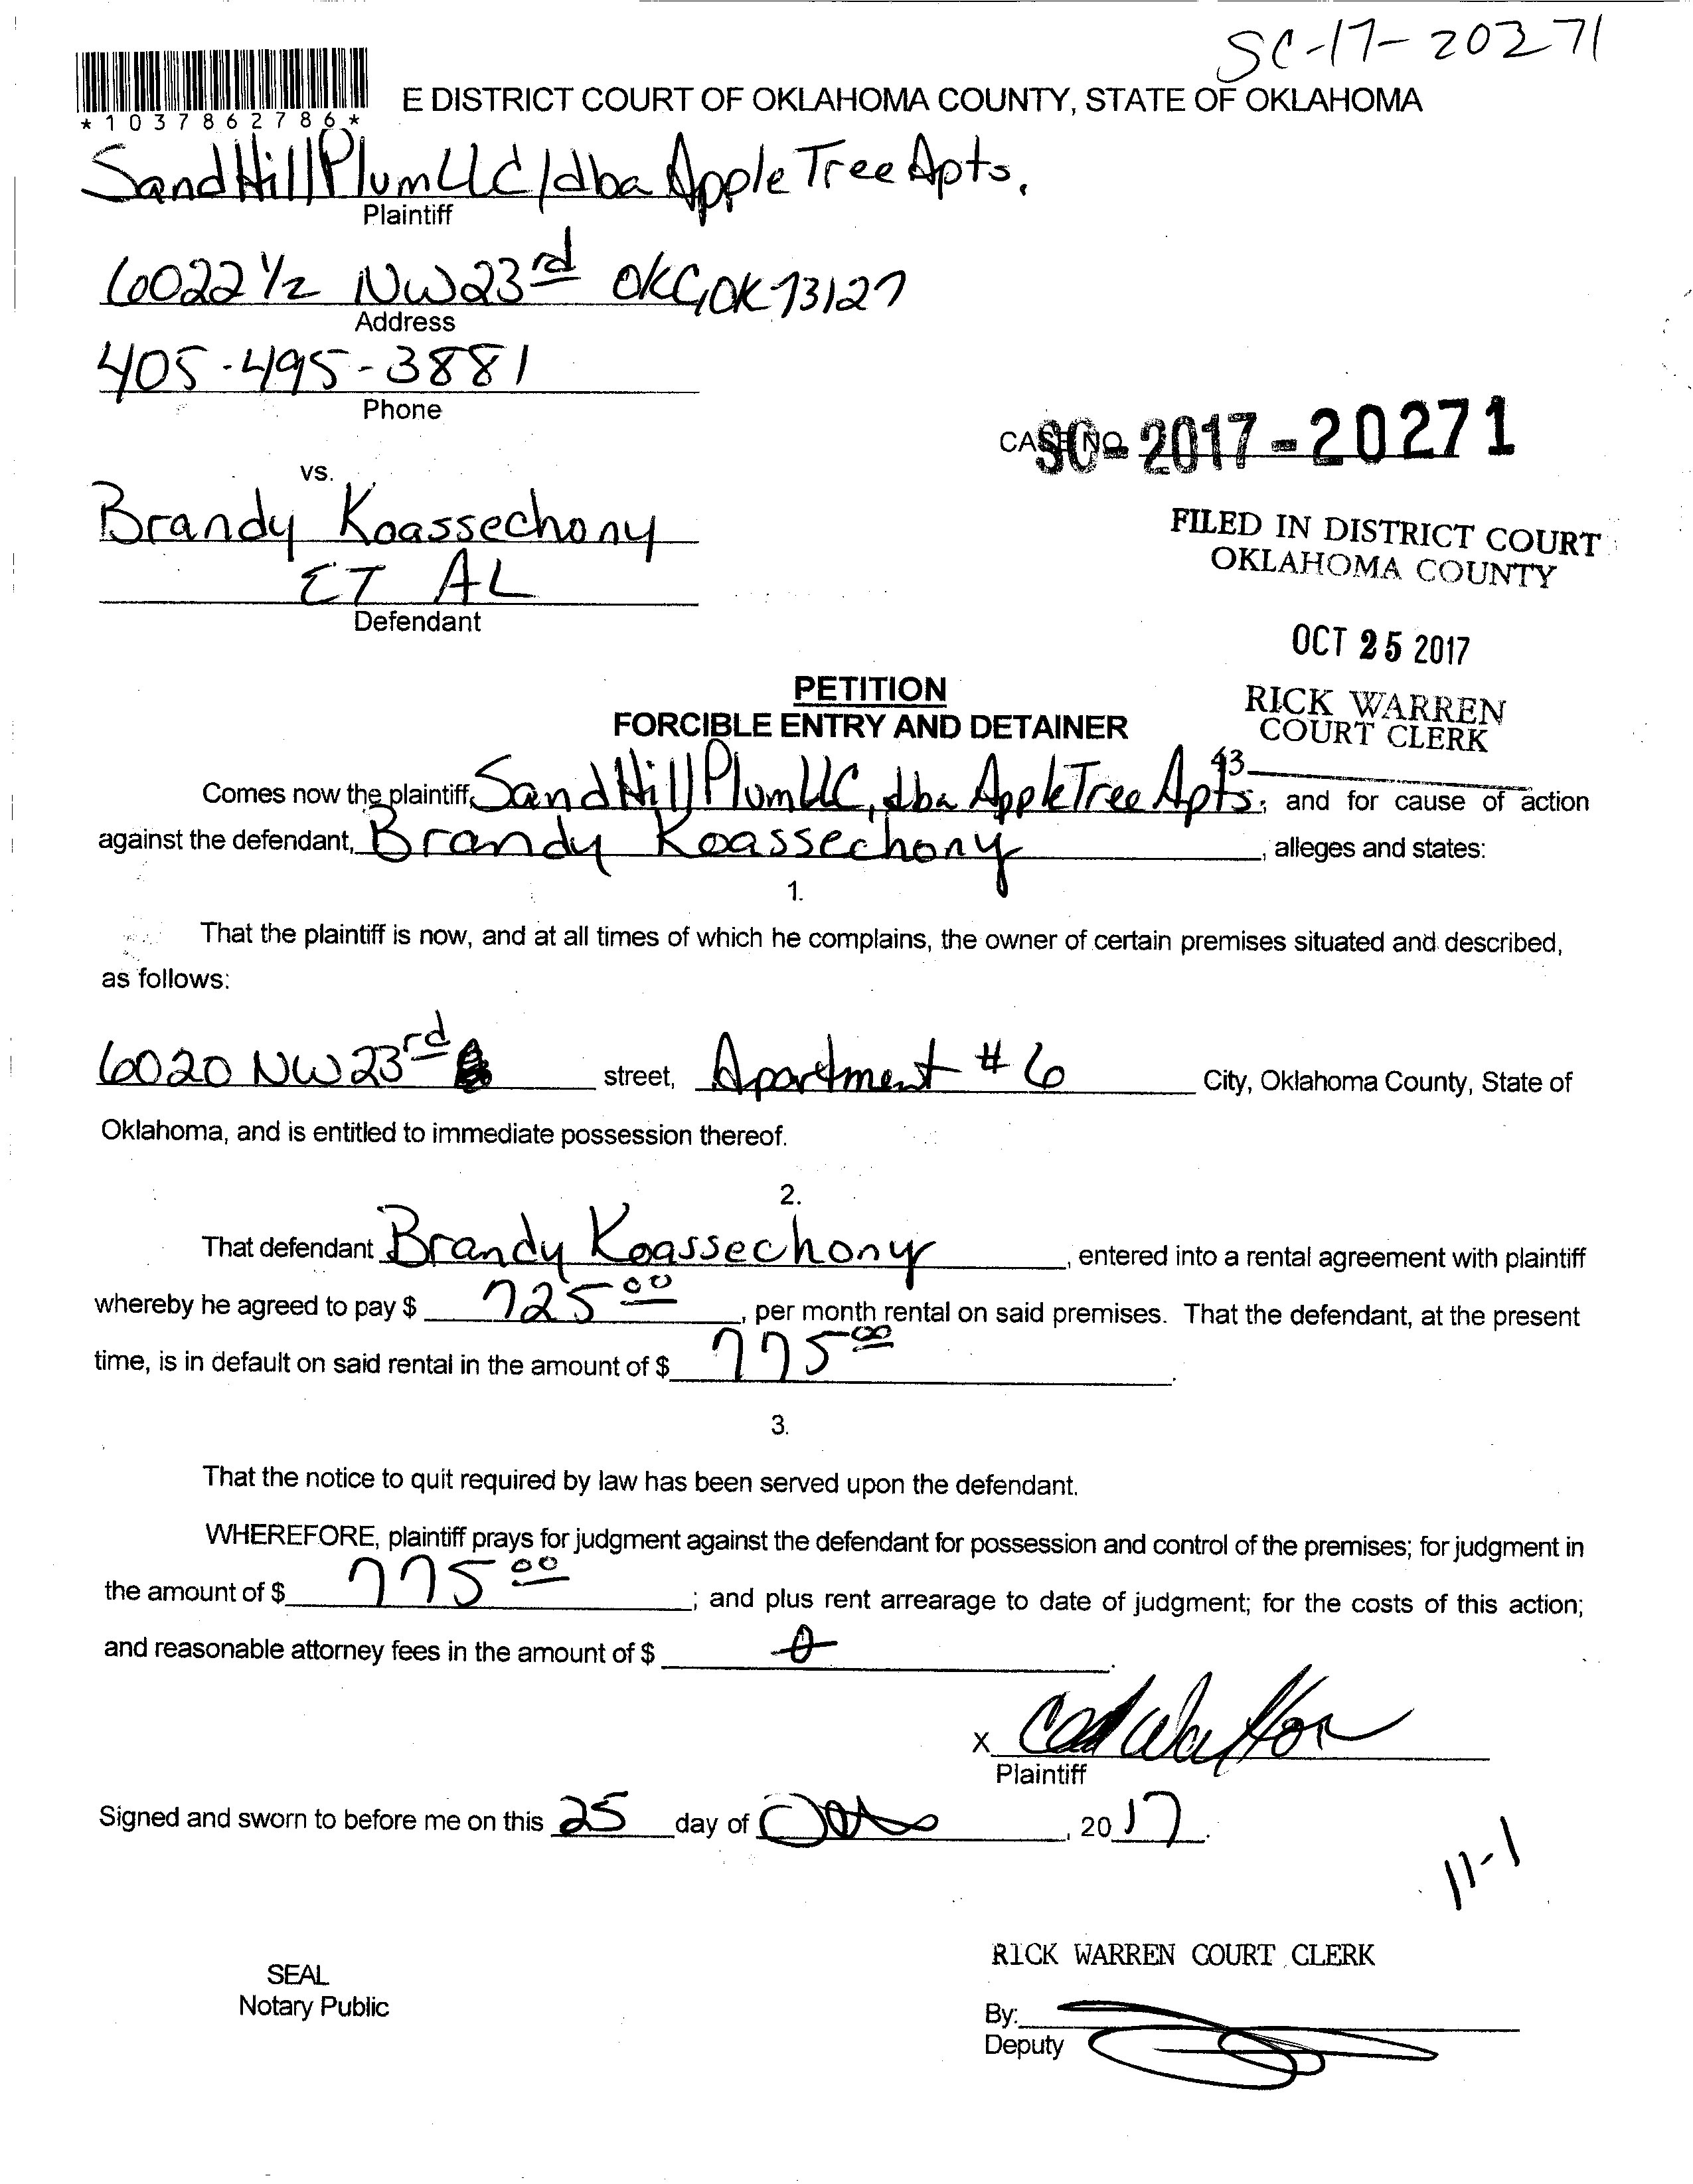 SC-17-20271
*1037862786*
E DISTRICT COURT OF OKLAHOMA COUNTY, STATE OF OKLAHOMA
Sand Hill Plum LLC/dba Apple Tree Apts.
Plaintiff
6022 1/2 NW 23rd OKC, OK 73127
Address
405-495-3881
Phone
CASE NO. SC-2017-20271
vs.
Brandy Koassechony
ET AL
Defendant
FILED IN DISTRICT COURT
OKLAHOMA COUNTY
OCT 25 2017
RICK WARREN
COURT CLERK
43
PETITION
FORCIBLE ENTRY AND DETAINER
Comes now the plaintiff, Sand Hill Plum LLC, dba Apple Tree Apts., and for cause of action
against the defendant, Brandy Koassechony, alleges and states:
1.
That the plaintiff is now, and at all times of which he complains, the owner of certain premises situated and described,
as follows:
6020 NW 23rd street, Apartment # 6 City, Oklahoma County, State of
Oklahoma, and is entitled to immediate possession thereof.
2.
That defendant Brandy Koassechony, entered into a rental agreement with plaintiff
whereby he agreed to pay $ 725 00, per month rental on said premises. That the defendant, at the present
time, is in default on said rental in the amount of $ 775 00.
3.
That the notice to quit required by law has been served upon the defendant.
WHEREFORE, plaintiff prays for judgment against the defendant for possession and control of the premises; for judgment in
the amount of $ 775 00; and plus rent arrearage to date of judgment; for the costs of this action;
and reasonable attorney fees in the amount of $ 0.
X
Plaintiff
Signed and sworn to before me on this 25 day of Oct, 2017.
11-1
RICK WARREN COURT CLERK
SEAL
Notary Public
By:
Deputy